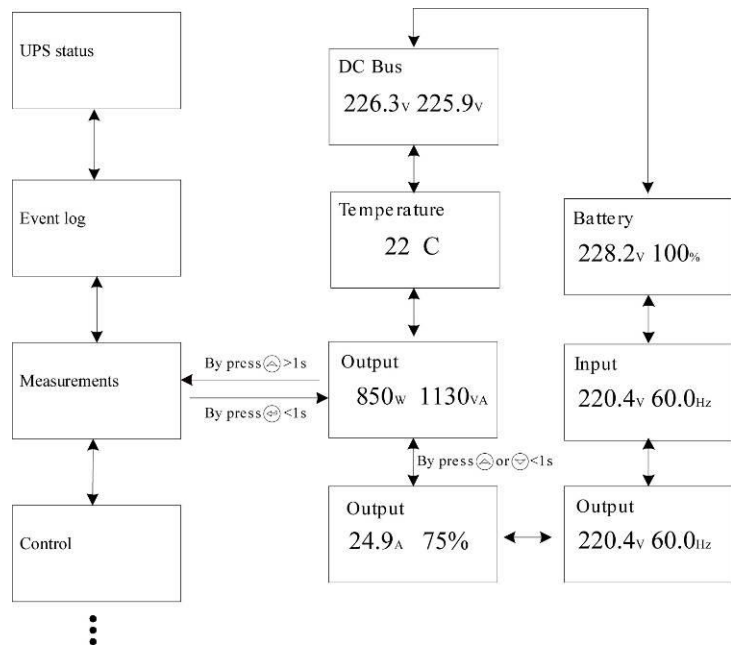 UPS status
Event log
Measurements
Control
By press >1s
By press <1s
DC Bus
226.3V 225.9V
Temperature
22 C
Output
850W 1130VA
By press or <1s
Output
24.9A 75%
Battery
228.2V 100%
Input
220.4V 60.0Hz
Output
220.4V 60.0Hz